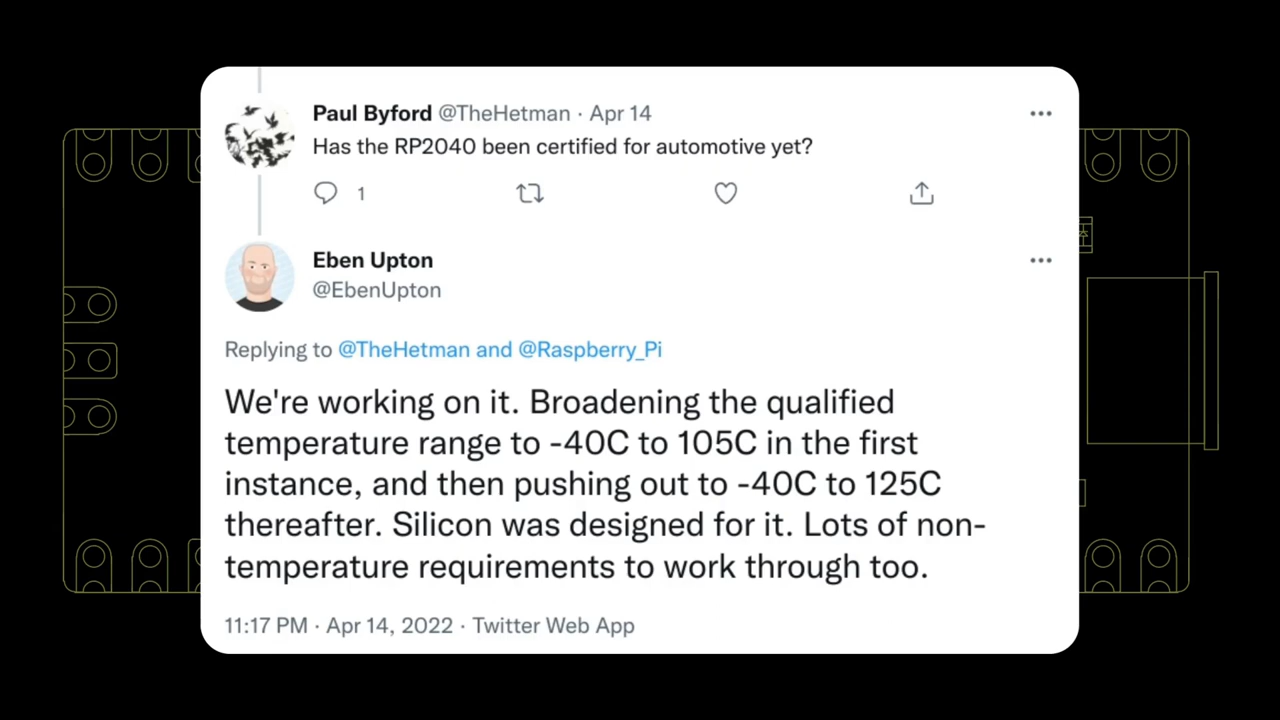 Paul Byford @TheHetman · Apr 14
Has the RP2040 been certified for automotive yet?
1
Eben Upton
@EbenUpton
Replying to @TheHetman and @Raspberry_Pi
We're working on it. Broadening the qualified
temperature range to -40C to 105C in the first
instance, and then pushing out to -40C to 125C
thereafter. Silicon was designed for it. Lots of non-
temperature requirements to work through too.
11:17 PM · Apr 14, 2022 · Twitter Web App